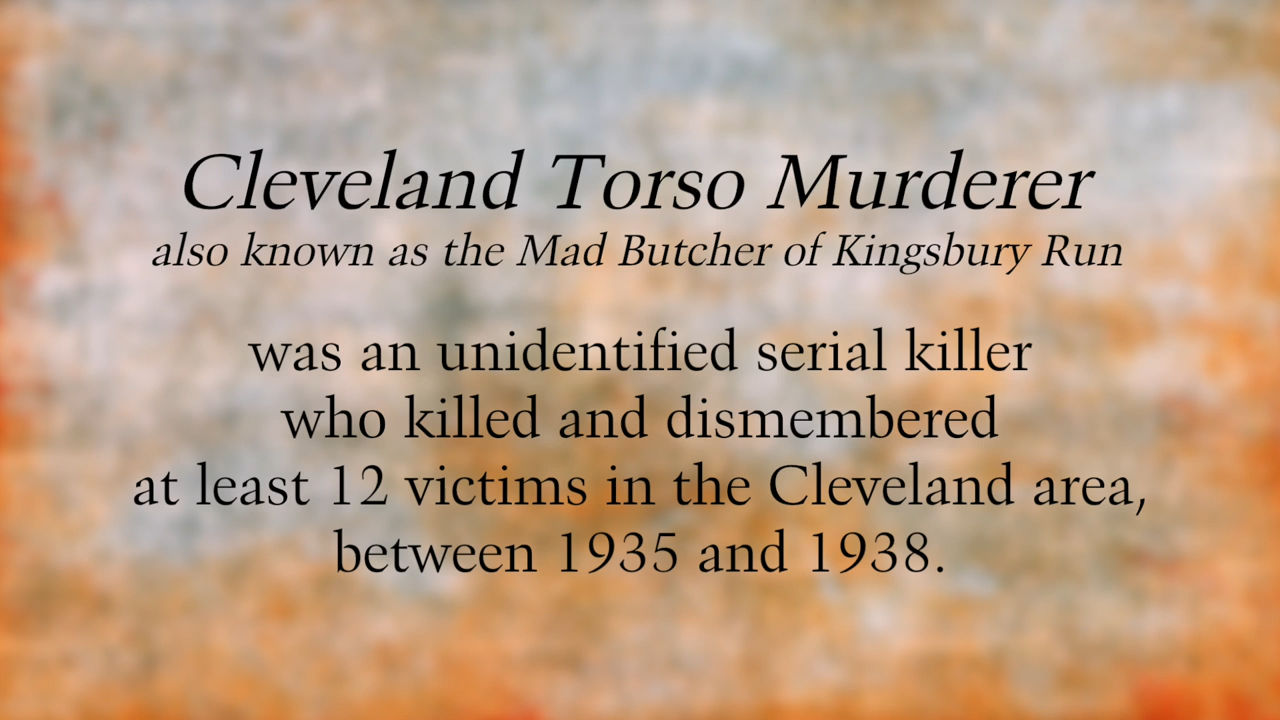 Cleveland Torso Murderer
also known as the Mad Butcher of Kingsbury Run
was an unidentified serial killer
who killed and dismembered
at least 12 victims in the Cleveland area,
between 1935 and 1938.